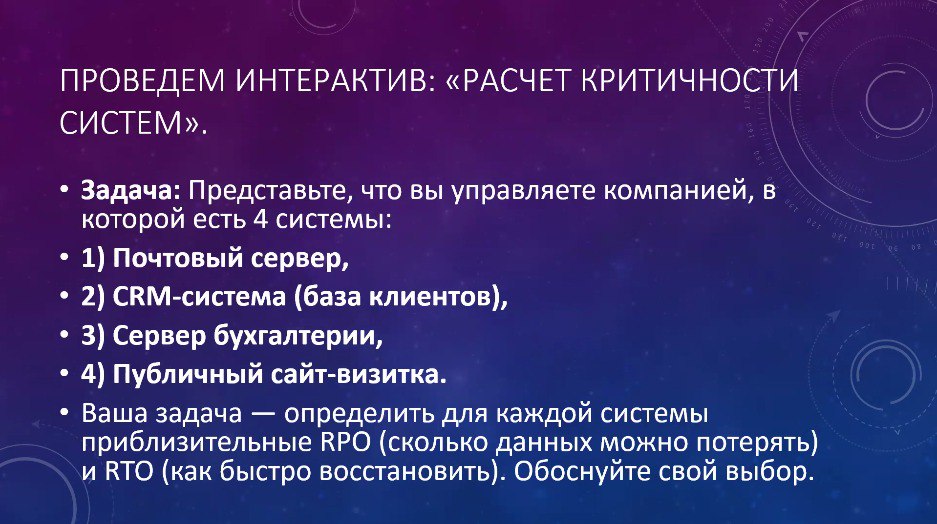 ПРОВЕДЕМ ИНТЕРАКТИВ: «РАСЧЕТ КРИТИЧНОСТИ
СИСТЕМ».
• Задача: Представьте, что вы управляете компанией, в
которой есть 4 системы:
• 1) Почтовый сервер,
• 2) CRM-система (база клиентов),
• 3) Сервер бухгалтерии,
• 4) Публичный сайт-визитка.
• Ваша задача — определить для каждой системы
приблизительные RPO (сколько данных можно потерять)
и RTO (как быстро восстановить). Обоснуйте свой выбор.